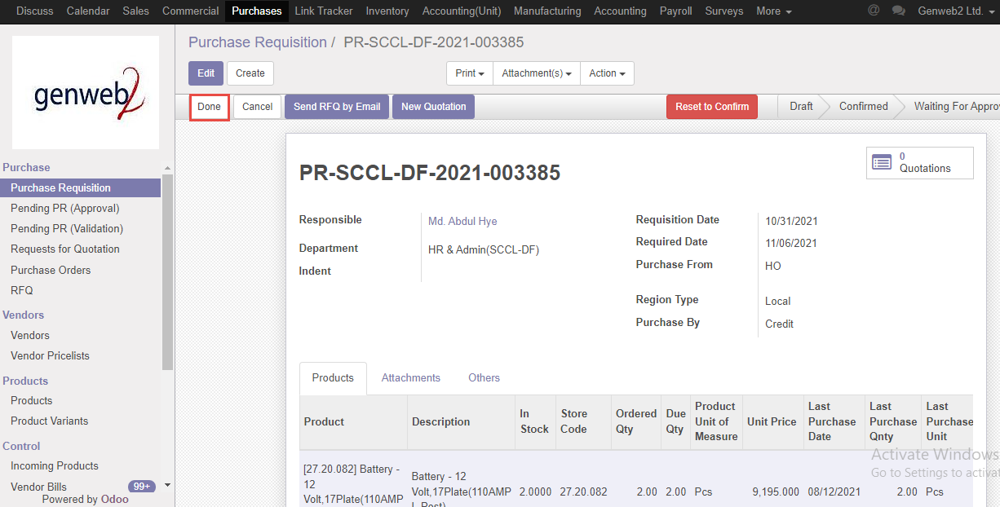 Discuss Calendar Sales Commercial Purchases Link Tracker Inventory Accounting(Unit) Manufacturing Accounting Payroll Surveys More @ Genweb2 Ltd.
genweb2
Purchase Requisition / PR-SCCL-DF-2021-003385
Edit Create Print Attachment(s) Action
Done Cancel Send RFQ by Email New Quotation Reset to Confirm Draft Confirmed Waiting For Appro
Purchase
Purchase Requisition
Pending PR (Approval)
Pending PR (Validation)
Requests for Quotation
Purchase Orders
RFQ
Vendors
Vendors
Vendor Pricelists
Products
Products
Product Variants
Control
Incoming Products
Vendor Bills 99+
Powered by Odoo
PR-SCCL-DF-2021-003385
0
Quotations
Responsible Md. Abdul Hye
Department HR & Admin(SCCL-DF)
Indent
Requisition Date 10/31/2021
Required Date 11/06/2021
Purchase From HO
Region Type Local
Purchase By Credit
Products Attachments Others
Product Description In Stock Store Code Ordered Qty Due Qty Product Unit of Measure Unit Price Last Purchase Date Last Purchase Qnty Last Purchase Unit
[27.20.082] Battery -
12
Volt,17Plate(110AMP
Battery - 12
Volt,17Plate(110AMP
2.0000 27.20.082 2.00 2.00 Pcs 9,195.000 08/12/2021 2.00 Pcs
Activate Windows
Go to Settings to activat